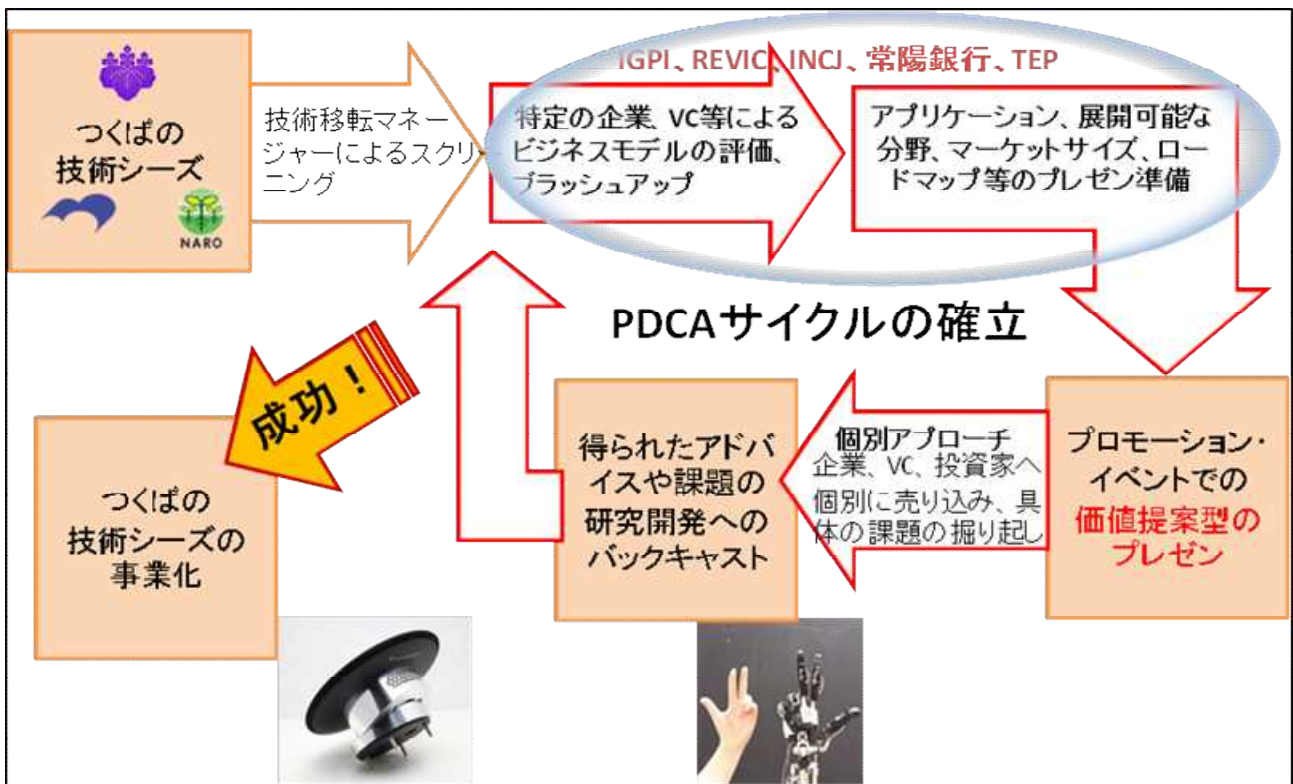 つくばの
技術シーズ
NARO
技術移転マネー
ジャーによるスクリー
ニング
IGPI、REVIC、INCJ、常陽銀行、TEP
特定の企業、VC等による
ビジネスモデルの評価、
ブラッシュアップ
アプリケーション、展開可能な
分野、マーケットサイズ、ロー
ドマップ等のプレゼン準備
PDCAサイクルの確立
成功！
つくばの
技術シーズの
事業化
得られたアドバ
イスや課題の
研究開発への
バックキャスト
個別アプローチ
企業、VC、投資家へ
個別に売り込み、具
体の課題の掘り起し
プロモーション・
イベントでの
価値提案型の
プレゼン